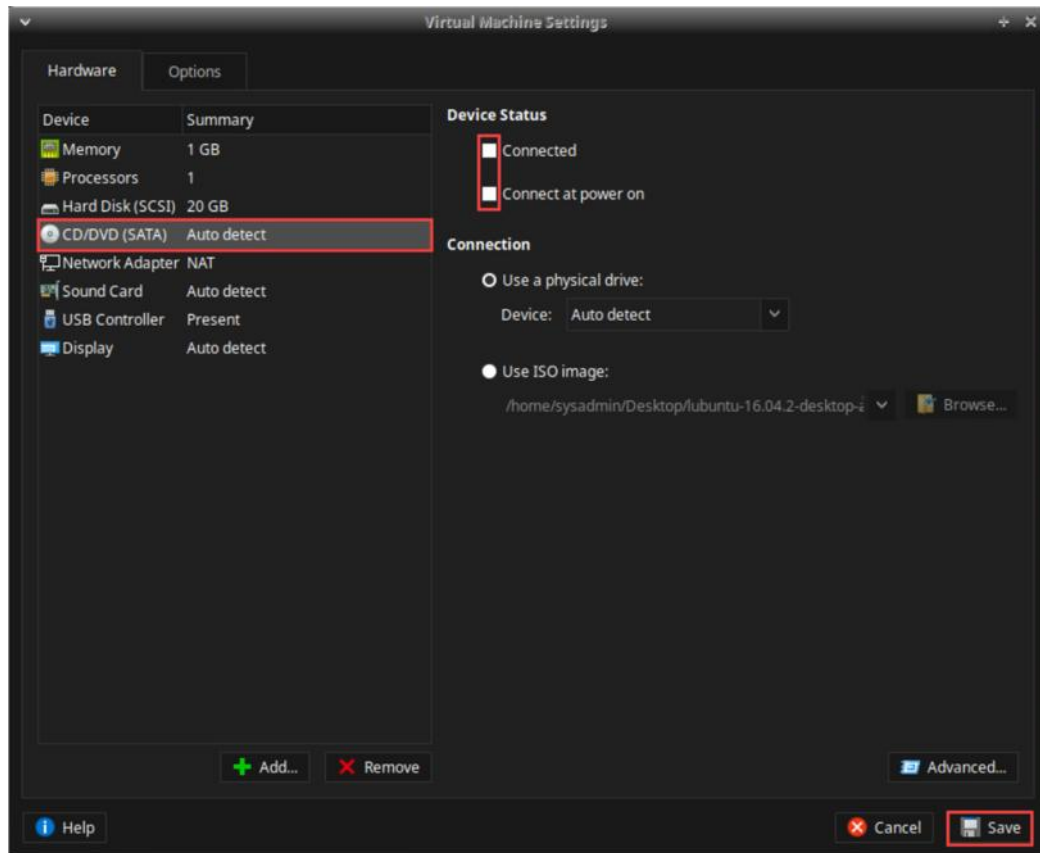 Virtual Machine Settings
Hardware Options
Device Summary
Memory 1 GB
Processors 1
Hard Disk (SCSI) 20 GB
CD/DVD (SATA) Auto detect
Network Adapter NAT
Sound Card Auto detect
USB Controller Present
Display Auto detect
Add... Remove
Device Status
Connected
Connect at power on
Connection
Use a physical drive:
Device: Auto detect
Use ISO image:
/home/sysadmin/Desktop/lubuntu-16.04.2-desktop-a Browse...
Advanced...
Help Cancel Save